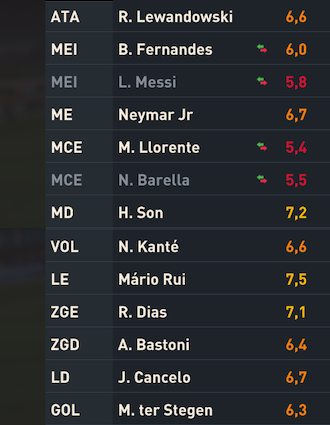 ATA R. Lewandowski 6,6
MEI B. Fernandes 6,0
MEI L. Messi 5,8
ME Neymar Jr 6,7
MCE M. Llorente 5,4
MCE N. Barella 5,5
MD H. Son 7,2
VOL N. Kanté 6,6
LE Mário Rui 7,5
ZGE R. Dias 7,1
ZGD A. Bastoni 6,4
LD J. Cancelo 6,7
GOL M. ter Stegen 6,3